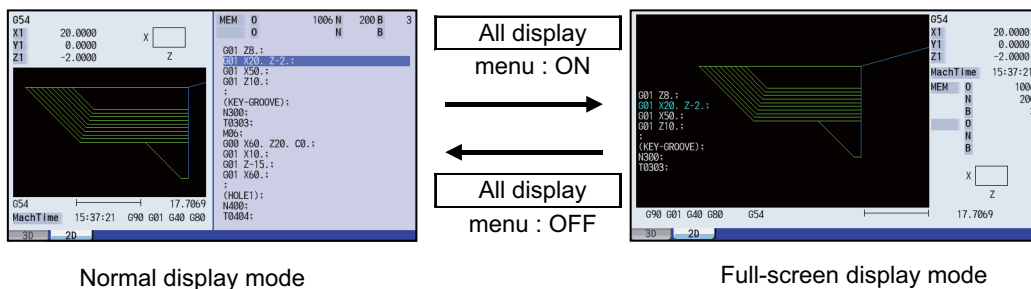 G54
X1 20.0000
Y1 0.0000
Z1 -2.0000
X
Z
G54 17.7069
MachTime 15:37:21 G90 G01 G40 G80
3D 2D
MEM O 1006 N 200 B 3
O N B
G01 Z8.;
G01 X20. Z-2.;
G01 X50.;
G01 Z10.;
;
(KEY-GROOVE);
N300;
T0303;
M06;
G00 X60. Z20. C0.;
G01 X10.;
G01 Z-15.;
G01 X60.;
;
(HOLE1);
N400;
T0404;
Normal display mode
All display
menu : ON
All display
menu : OFF
G01 Z8.;
G01 X20. Z-2.;
G01 X50.;
G01 Z10.;
;
(KEY-GROOVE);
N300;
T0303;
G90 G01 G40 G80 G54
3D 2D
G54
X1 20.0000
Y1 0.0000
Z1 -2.0000
MachTime 15:37:21
MEM O 100
N 20
B
O
N
B
X
Z
17.7069
Full-screen display mode